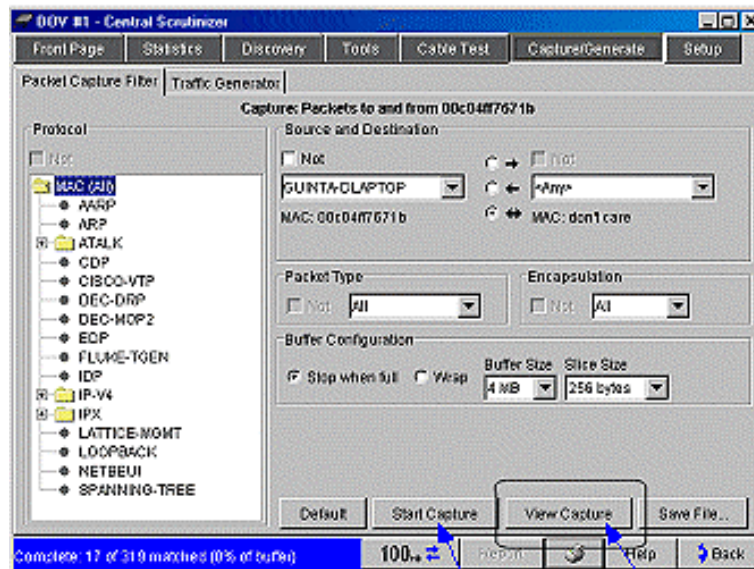 OOV #1 - Central Scrutinizer
Front Page Statistics Discovery Tools Cable Test Capture/Generate Setup
Packet Capture Filter Traffic Generator
Capture: Packets to and from 00c04ff7671b
Protocol
Not
MAC (All)
AARP
ARP
ATALK
CDP
CISCO-VTP
DEC-DRP
DEC-MOP2
EGP
FLUKE-TGEN
IDP
IP-V4
IPX
LATTICE-MGMT
LOOPBACK
NETBEUI
SPANNING-TREE
Source and Destination
Not Not
GUINTA-DLAPTOP <Any>
MAC: 00c04ff7671b MAC: don't care
Packet Type
Not All
Encapsulation
Not All
Buffer Configuration
Stop when full Wrap
Buffer Size Slice Size
4 MB 256 bytes
Default Start Capture View Capture Save File...
Complete: 17 of 319 matched (0% of buffer) 100 Report Help Back